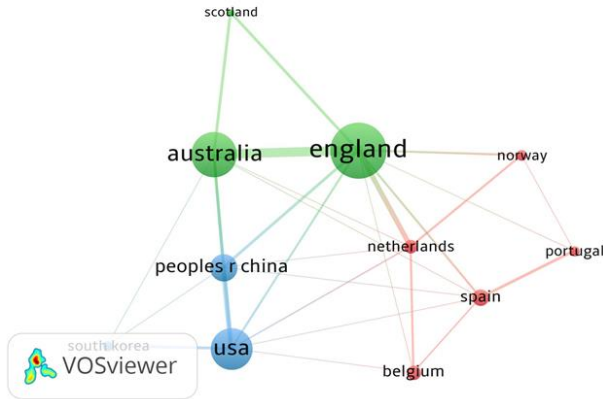 scotland
australia
england
norway
netherlands
portugal
peoples r china
spain
south korea
usa
VOSviewer
belgium